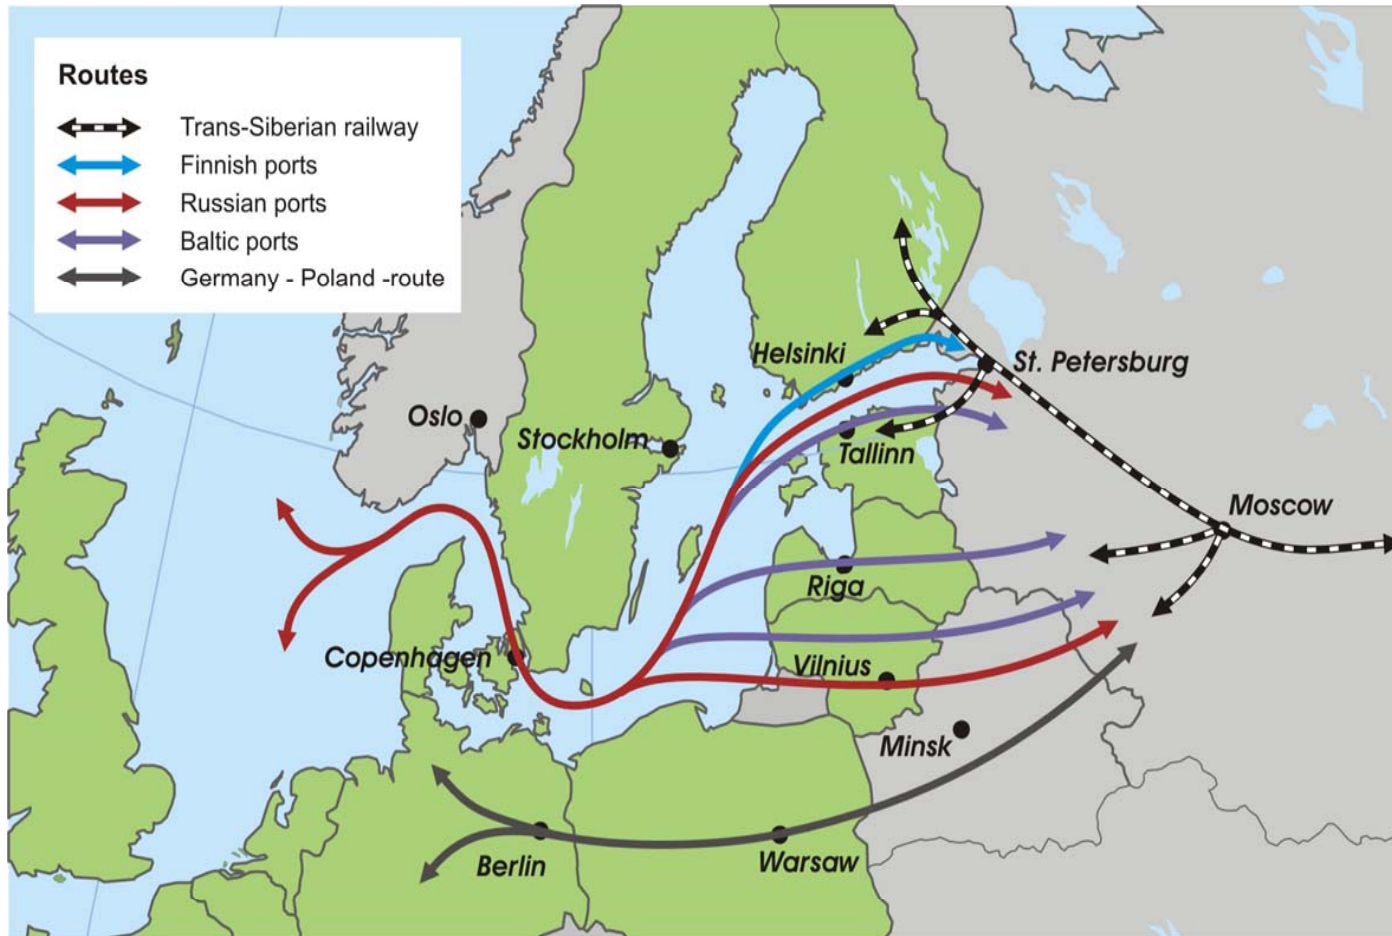 Routes
Trans-Siberian railway
Finnish ports
Russian ports
Baltic ports
Germany - Poland -route
Helsinki
St. Petersburg
Oslo
Stockholm
Tallinn
Moscow
Riga
Copenhagen
Vilnius
Minsk
Berlin
Warsaw